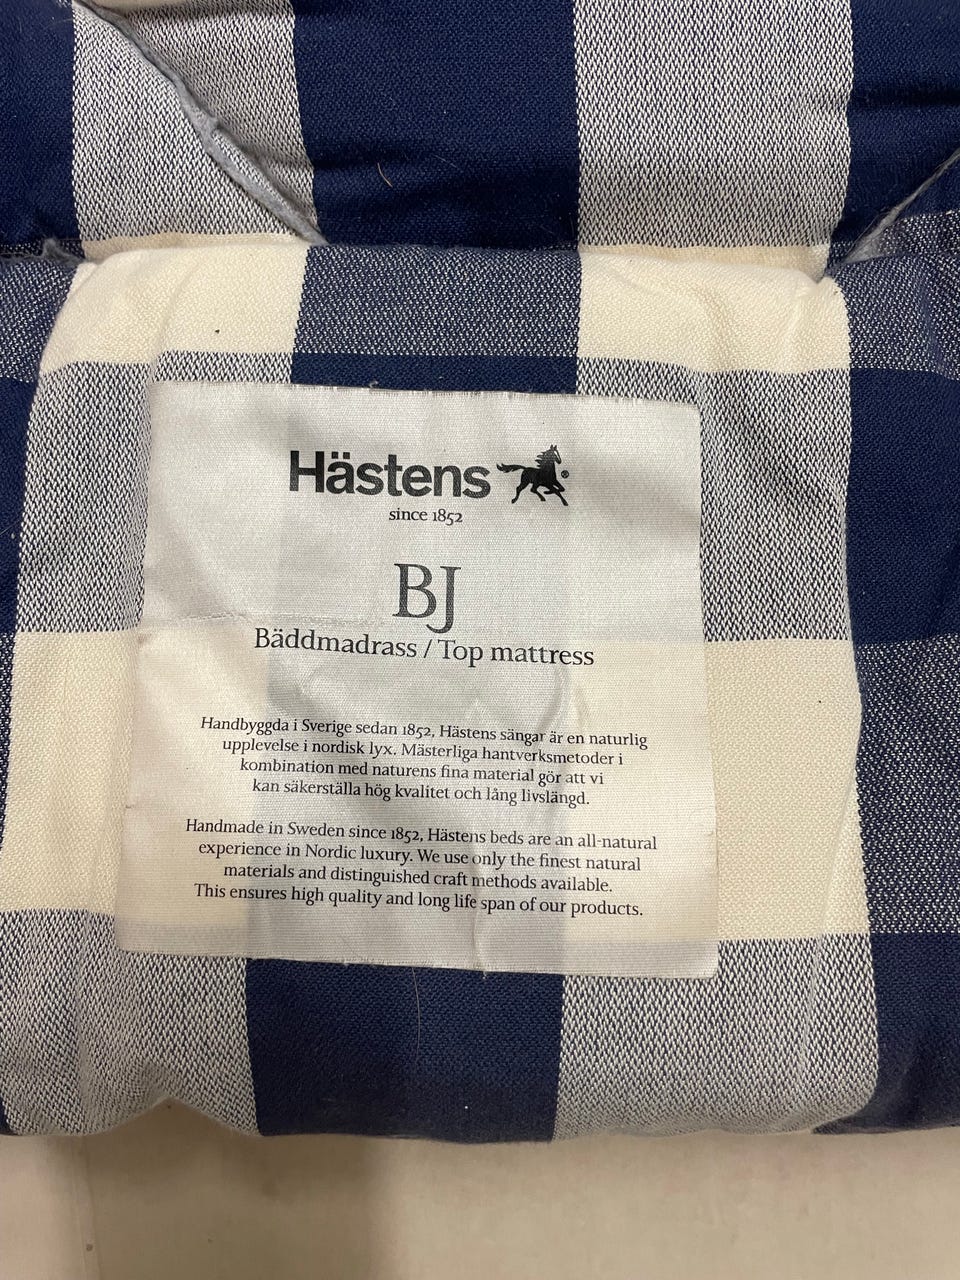 Hästens
since 1852
BJ
Bäddmadrass / Top mattress
Handbyggda i Sverige sedan 1852, Hästens sängar är en naturlig
upplevelse i nordisk lyx. Mästerliga hantverksmetoder i
kombination med naturens fina material gör att vi
kan säkerställa hög kvalitet och lång livslängd.
Handmade in Sweden since 1852, Hästens beds are an all-natural
experience in Nordic luxury. We use only the finest natural
materials and distinguished craft methods available.
This ensures high quality and long life span of our products.